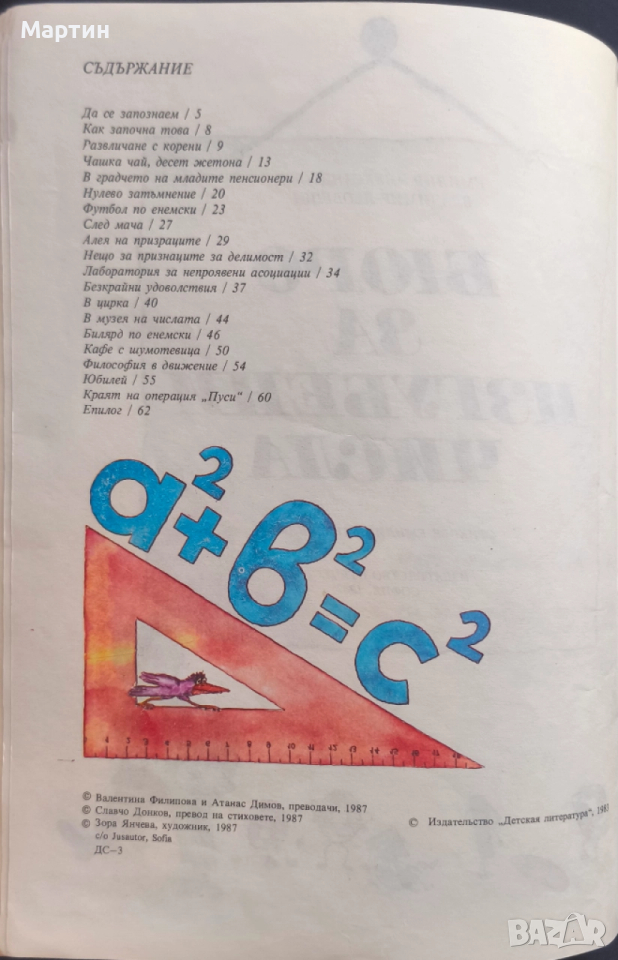 Мартин
СЪДЪРЖАНИЕ
Да се запознаем / 5
Как започна това / 8
Развличане с корени / 9
Чашка чай, десет жетона / 13
В градчето на младите пенсионери / 18
Нулево затъмнение / 20
Футбол по енемски / 23
След мача / 27
Алея на призраците / 29
Нещо за признаците за делимост / 32
Лаборатория за непроявени асоциации / 34
Безкрайни удоволствия / 37
В цирка / 40
В музея на числата / 44
Билярд по енемски / 46
Кафе с шумотевица / 50
Философия в движение / 54
Юбилей / 55
Краят на операция „Пуси“ / 60
Епилог / 62
a²+в²=c²
© Валентина Филипова и Атанас Димов, преводачи, 1987
© Славчо Донков, превод на стиховете, 1987
© Зора Янчева, художник, 1987
© Издательство „Детская литература“,
c/o Jusautor, Sofia
ДС—3
BAZAR